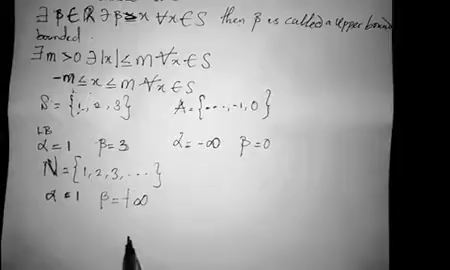 ∃ β ∈ ℝ ∋ β ≥ x ∀ x ∈ S then β is called a upper bound
bounded.
∃ m > 0 ∋ |x| ≤ m ∀ x ∈ S
-m ≤ x ≤ m ∀ x ∈ S
S = {1, 2, 3} A = {..., -1, 0}
LB
α = 1 β = 3 α = -∞ β = 0
N = {1, 2, 3, ...}
α = 1 β = +∞